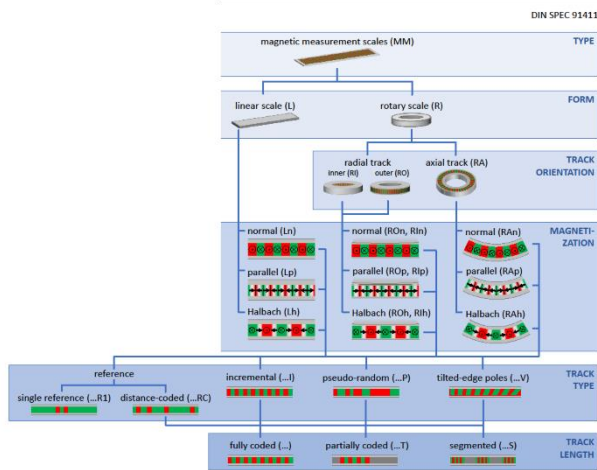 DIN SPEC 91411
magnetic measurement scales (MM)
TYPE
linear scale (L)
rotary scale (R)
FORM
radial track
inner (RI)
outer (RO)
axial track (RA)
TRACK
ORIENTATION
normal (Ln)
normal (ROn, RIn)
normal (RAn)
MAGNETI-
ZATION
parallel (Lp)
parallel (ROp, RIp)
parallel (RAp)
Halbach (Lh)
Halbach (ROh, RIh)
Halbach (RAh)
reference
incremental (...I)
pseudo-random (...P)
tilted-edge poles (...V)
TRACK
TYPE
single reference (...R1)
distance-coded (...RC)
fully coded (...)
partially coded (...T)
segmented (...S)
TRACK
LENGTH